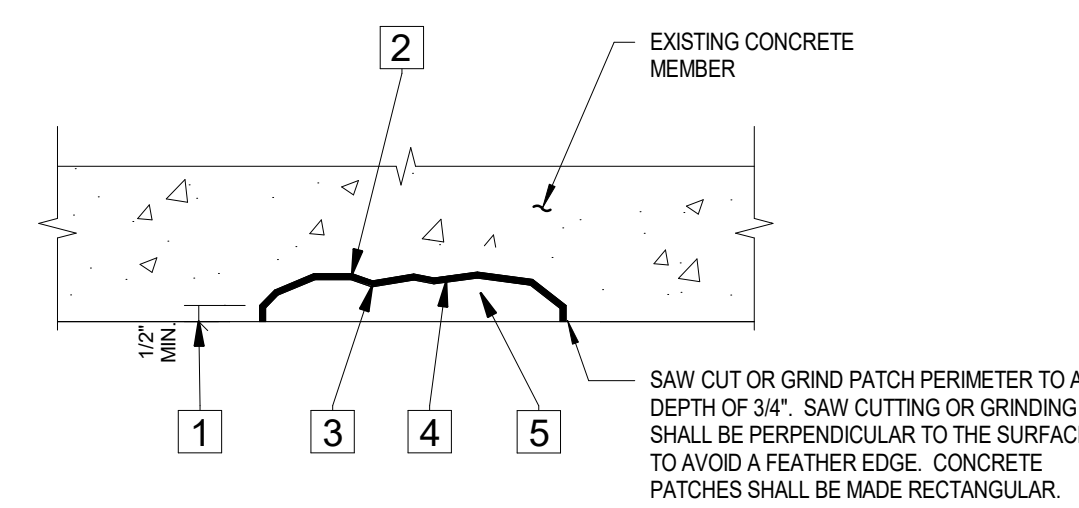 2
EXISTING CONCRETE
MEMBER
1/2"
MIN.
1
3
4
5
SAW CUT OR GRIND PATCH PERIMETER TO A
DEPTH OF 3/4". SAW CUTTING OR GRINDING
SHALL BE PERPENDICULAR TO THE SURFAC
TO AVOID A FEATHER EDGE. CONCRETE
PATCHES SHALL BE MADE RECTANGULAR.